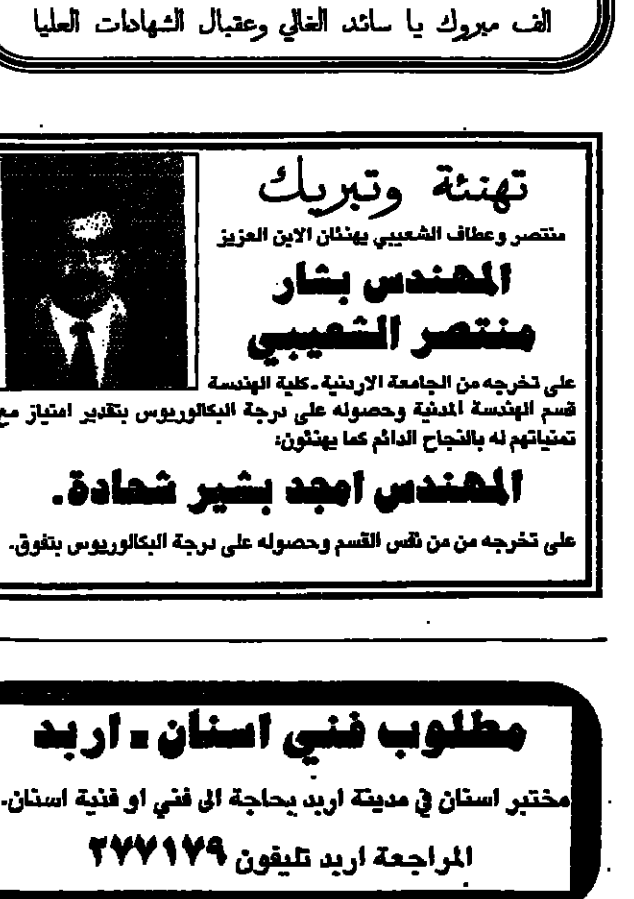 الف مبروك يا سائد الغالي وعقبال الشهادات العليا
تهنئة وتبريك
منتصر وعطاف الشعيبي يهنئان الابن العزيز
المهندس بشار
منتصر الشعيبي
على تخرجه من الجامعة الاردنية ـ كلية الهندسة
قسم الهندسة المدنية وحصوله على درجة البكالوريوس بتقدير امتياز مع
تمنياتهم له بالنجاح الدائم كما يهنئون:
المهندس امجد بشير شحادة.
على تخرجه من من نفس القسم وحصوله على درجة البكالوريوس بتفوق.
مطلوب فني اسنان ـ اربد
مختبر اسنان في مدينة اربد بحاجة الى فني او فنية اسنان.
المراجعة اربد تليفون ٢٧٧١٧٩